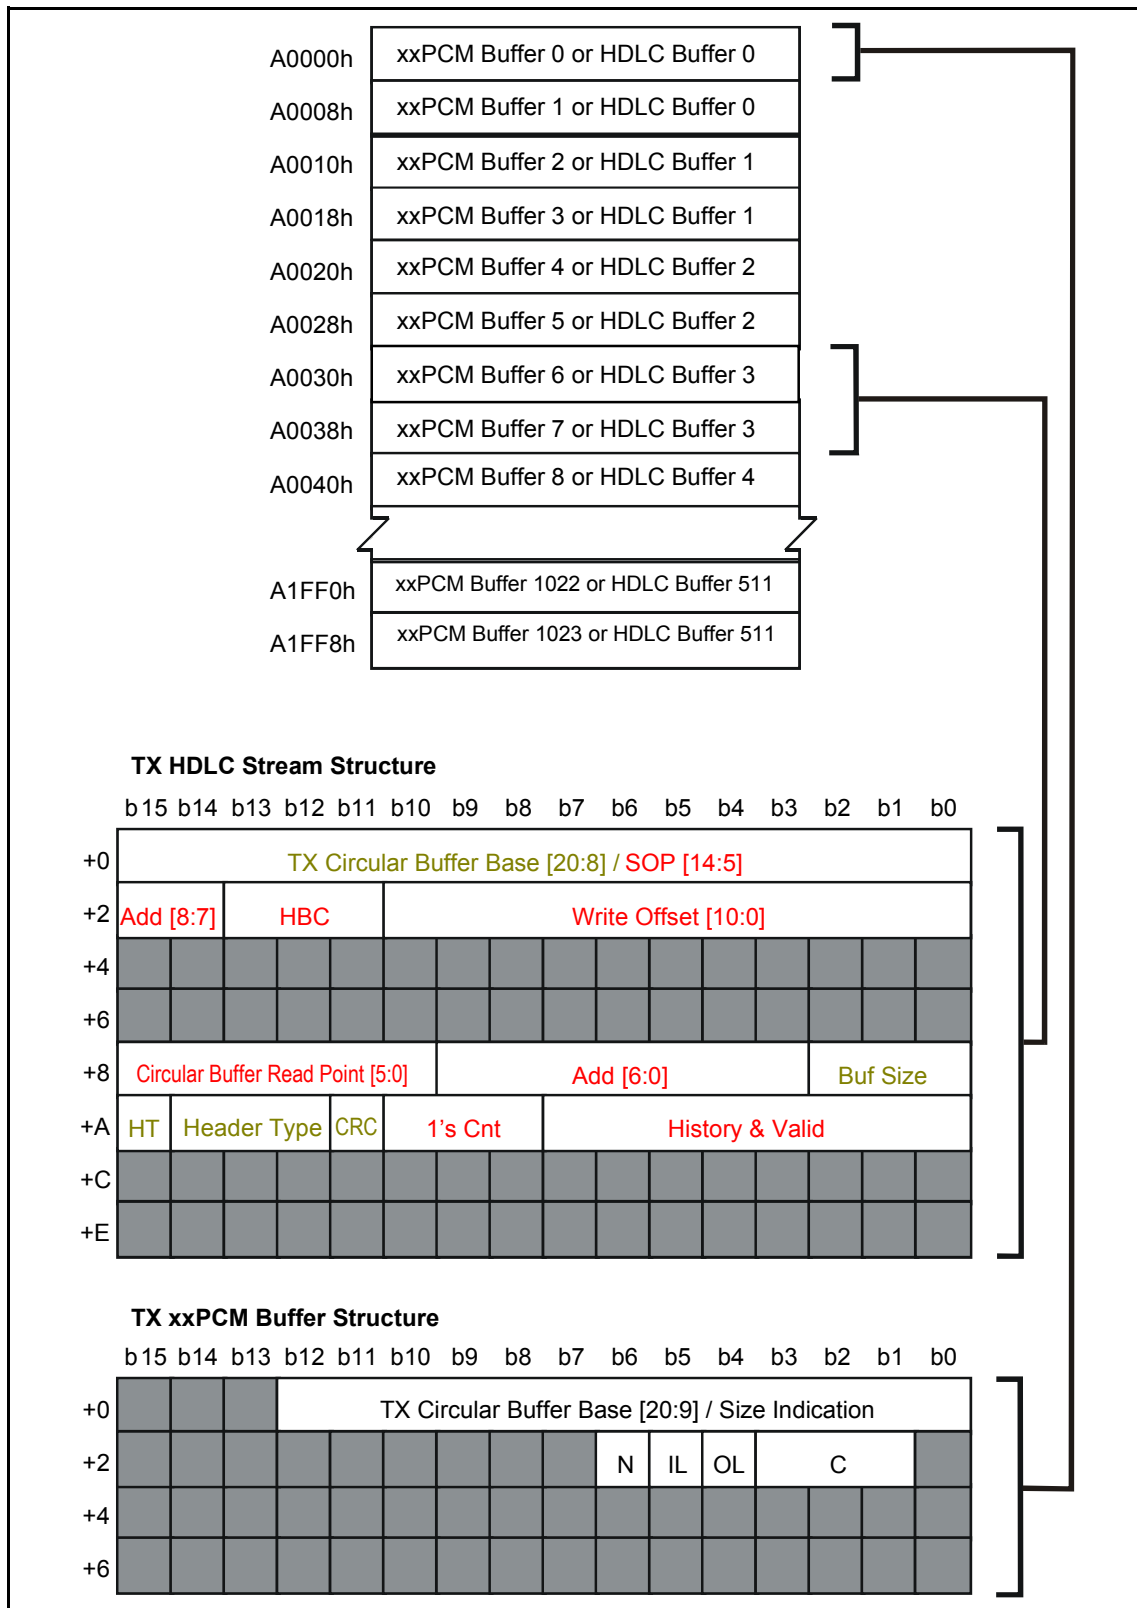 A0000h xxPCM Buffer 0 or HDLC Buffer 0
A0008h xxPCM Buffer 1 or HDLC Buffer 0
A0010h xxPCM Buffer 2 or HDLC Buffer 1
A0018h xxPCM Buffer 3 or HDLC Buffer 1
A0020h xxPCM Buffer 4 or HDLC Buffer 2
A0028h xxPCM Buffer 5 or HDLC Buffer 2
A0030h xxPCM Buffer 6 or HDLC Buffer 3
A0038h xxPCM Buffer 7 or HDLC Buffer 3
A0040h xxPCM Buffer 8 or HDLC Buffer 4
A1FF0h xxPCM Buffer 1022 or HDLC Buffer 511
A1FF8h xxPCM Buffer 1023 or HDLC Buffer 511
TX HDLC Stream Structure
b15 b14 b13 b12 b11 b10 b9 b8 b7 b6 b5 b4 b3 b2 b1 b0
+0 TX Circular Buffer Base [20:8] / SOP [14:5]
+2 Add [8:7] HBC Write Offset [10:0]
+4
+6
+8 Circular Buffer Read Point [5:0] Add [6:0] Buf Size
+A HT Header Type CRC 1's Cnt History & Valid
+C
+E
TX xxPCM Buffer Structure
b15 b14 b13 b12 b11 b10 b9 b8 b7 b6 b5 b4 b3 b2 b1 b0
+0 TX Circular Buffer Base [20:9] / Size Indication
+2 N IL OL C
+4
+6